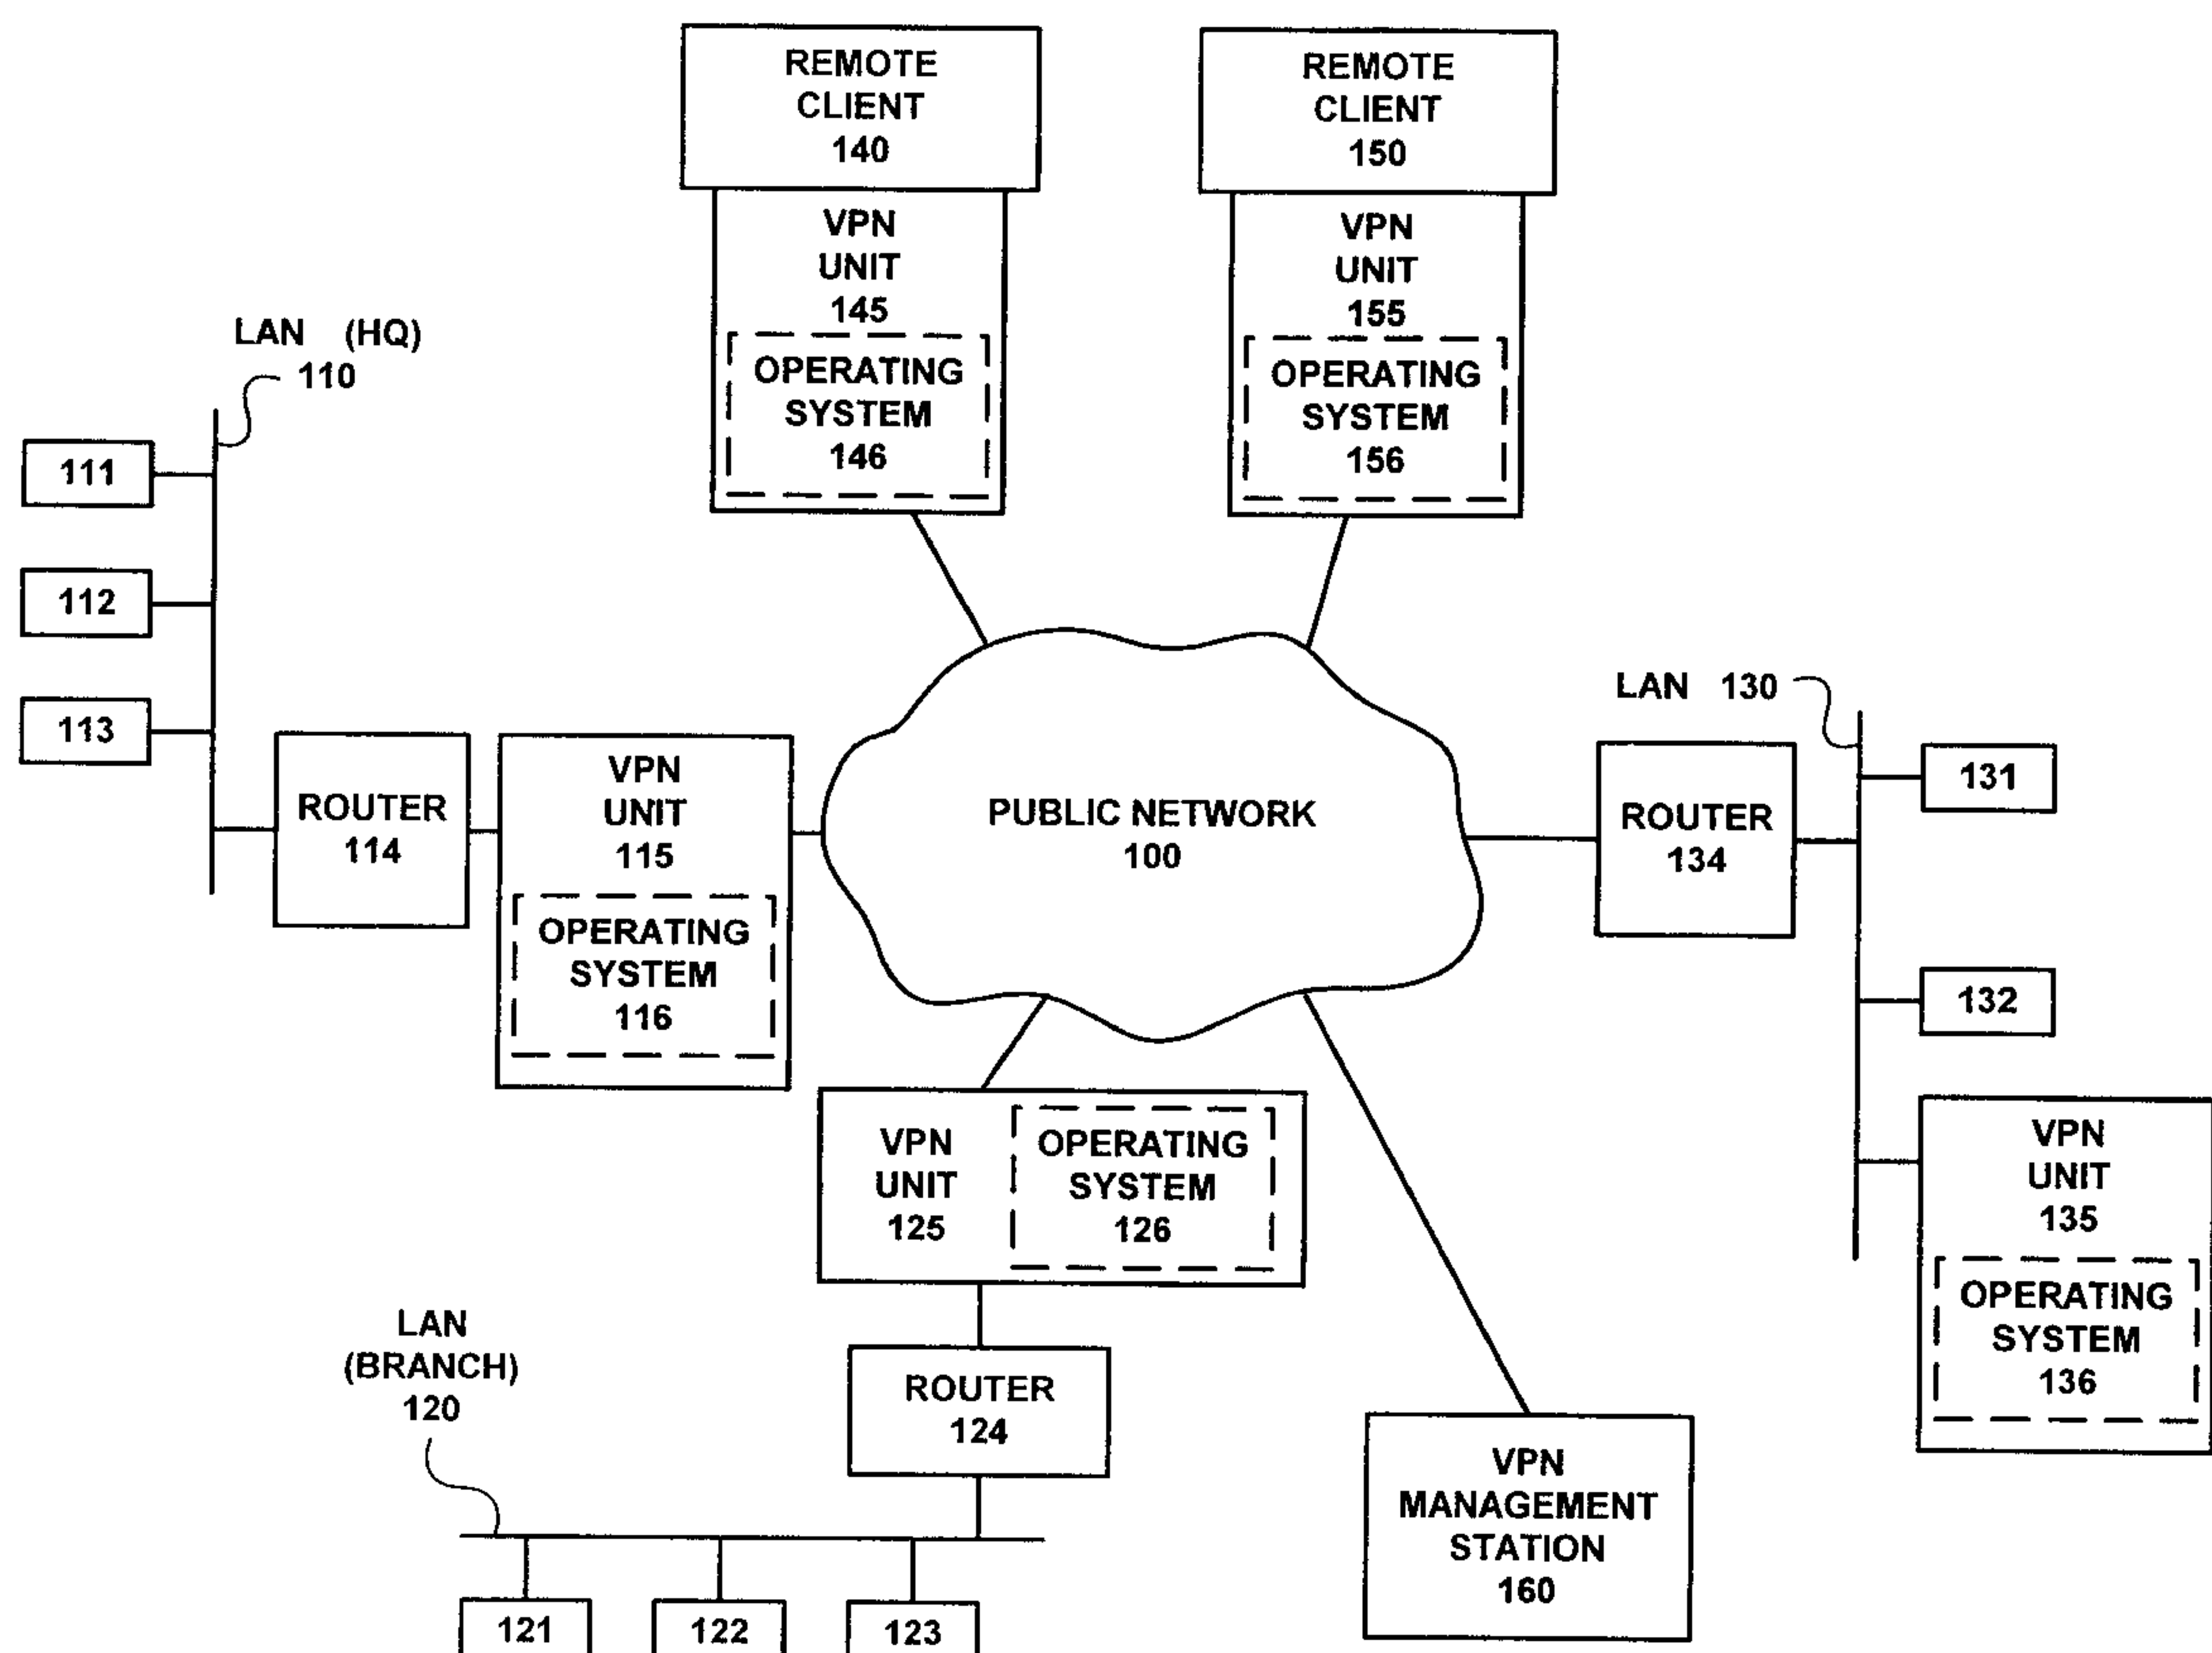 REMOTE
CLIENT
140
REMOTE
CLIENT
150
VPN
UNIT
145
OPERATING
SYSTEM
146
VPN
UNIT
155
OPERATING
SYSTEM
156
LAN (HQ)
110
111
112
113
ROUTER
114
VPN
UNIT
115
OPERATING
SYSTEM
116
PUBLIC NETWORK
100
LAN 130
ROUTER
134
131
132
VPN
UNIT
135
OPERATING
SYSTEM
136
VPN
UNIT
125
OPERATING
SYSTEM
126
ROUTER
124
LAN
(BRANCH)
120
121
122
123
VPN
MANAGEMENT
STATION
160